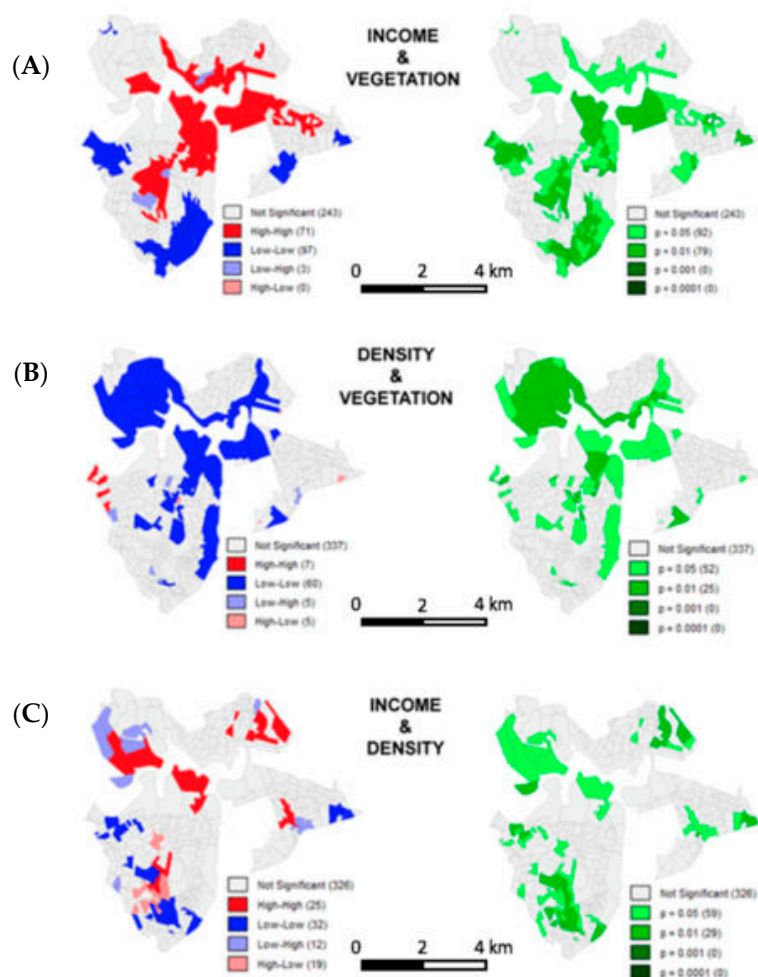 (A)
INCOME
&
VEGETATION
Not Significant (243)
High-High (71)
Low-Low (97)
Low-High (3)
High-Low (0)
0 2 4 km
Not Significant (243)
p = 0.05 (92)
p = 0.01 (79)
p = 0.001 (0)
p = 0.0001 (0)
(B)
DENSITY
&
VEGETATION
Not Significant (337)
High-High (7)
Low-Low (60)
Low-High (5)
High-Low (5)
0 2 4 km
Not Significant (337)
p = 0.05 (52)
p = 0.01 (25)
p = 0.001 (0)
p = 0.0001 (0)
(C)
INCOME
&
DENSITY
Not Significant (326)
High-High (25)
Low-Low (32)
Low-High (12)
High-Low (19)
0 2 4 km
Not Significant (326)
p = 0.05 (59)
p = 0.01 (29)
p = 0.001 (0)
p = 0.0001 (0)